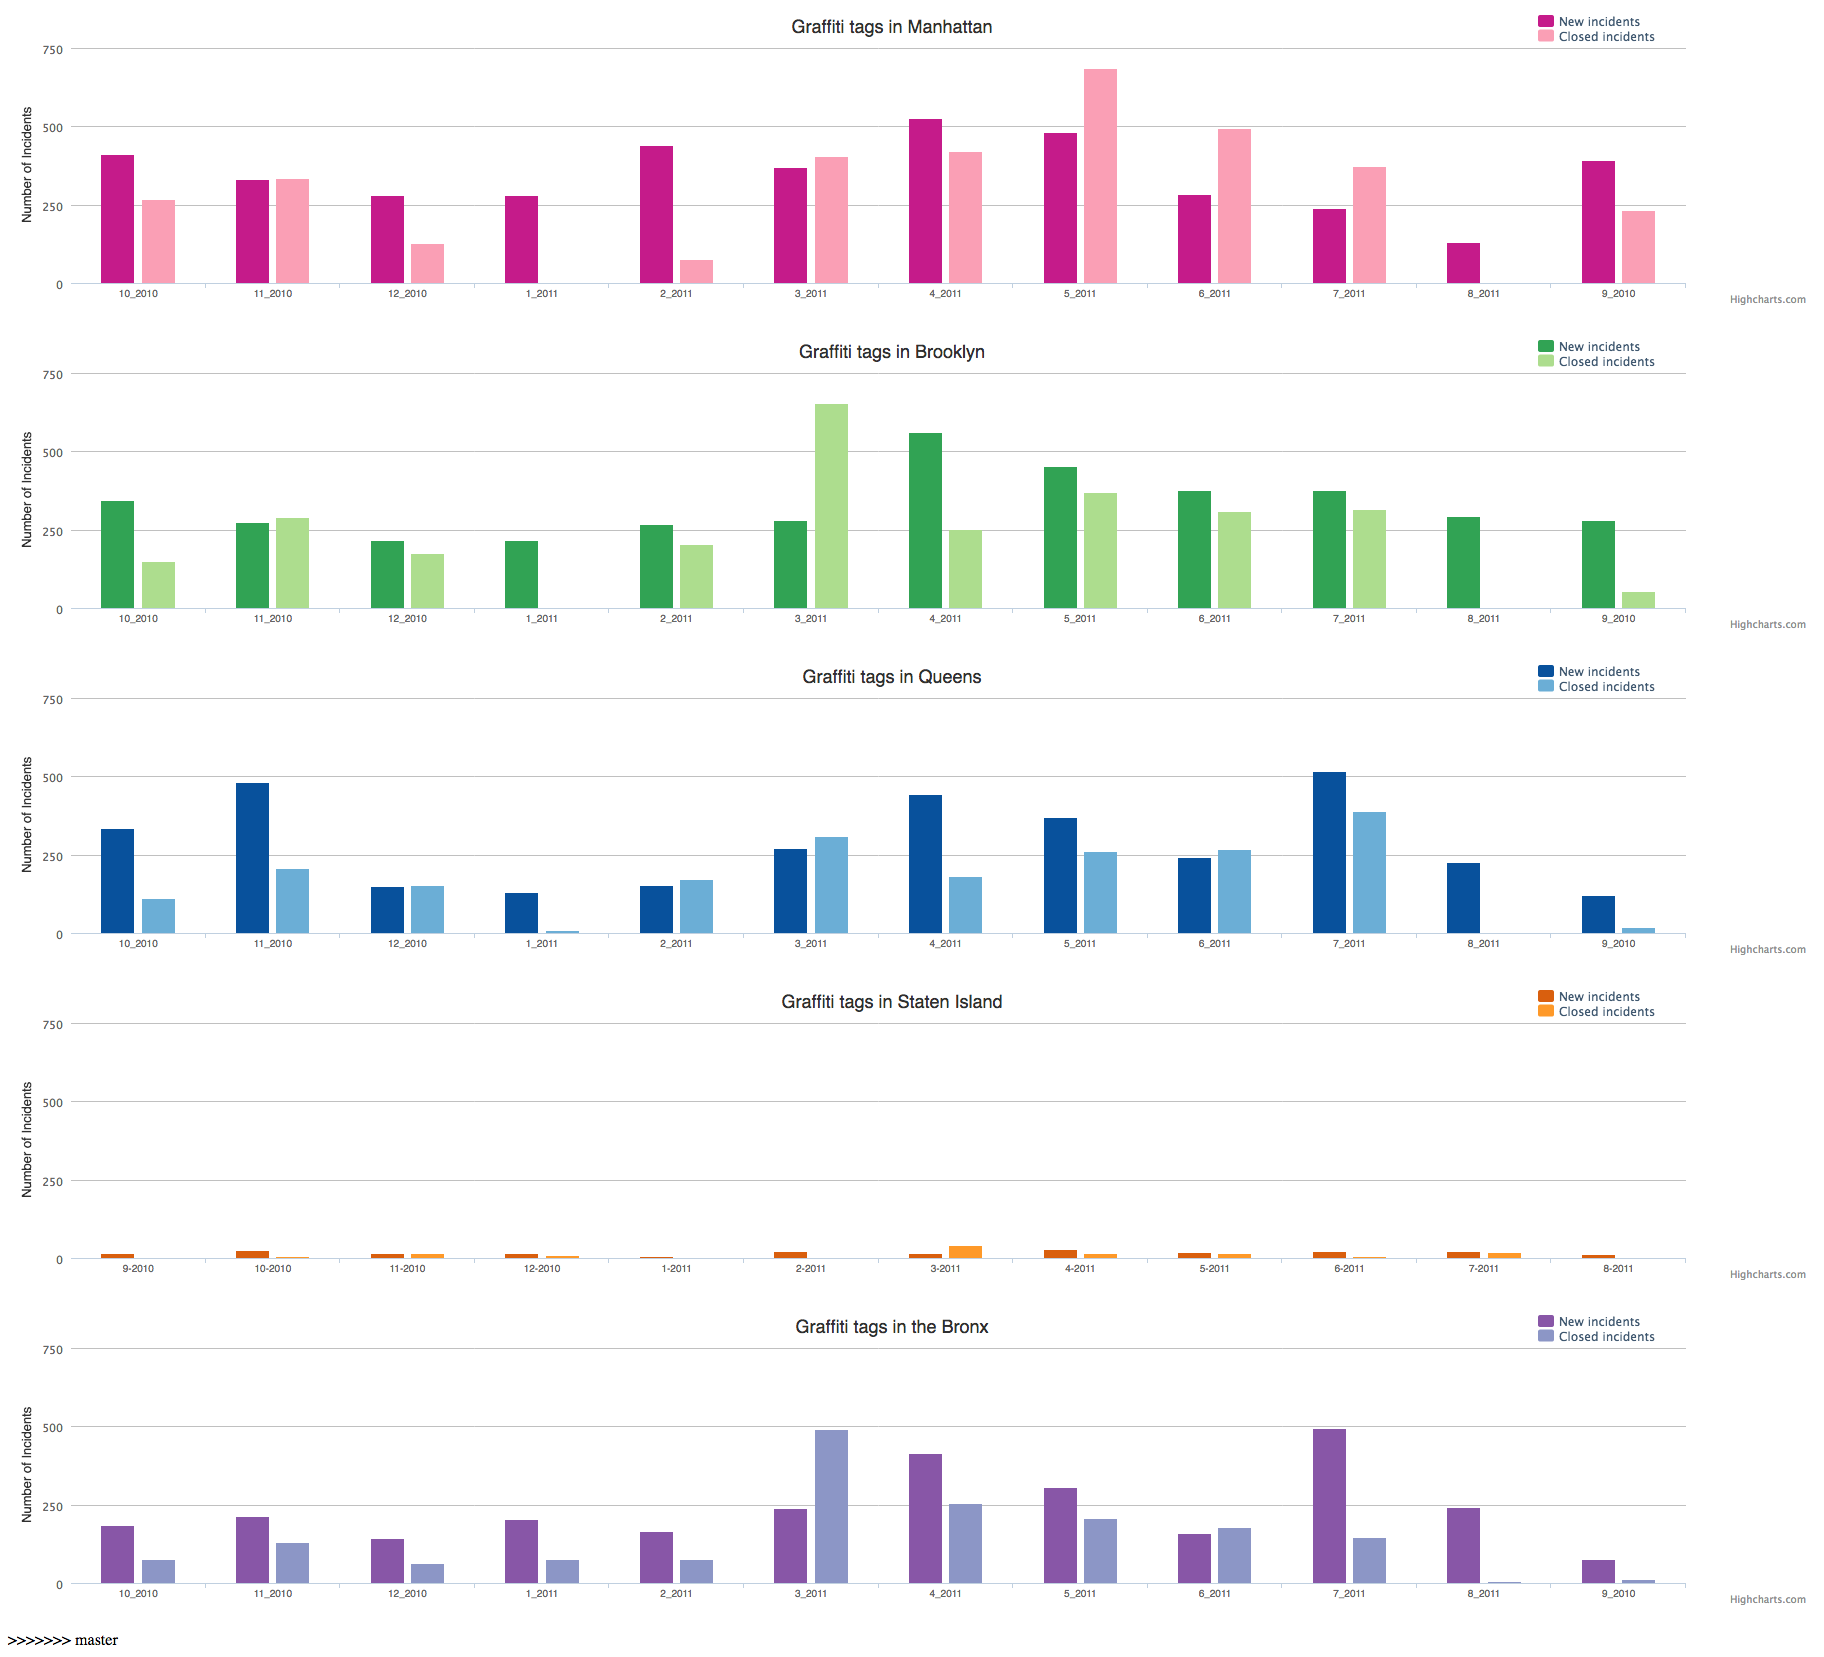 Graffiti tags in Manhattan
New incidents
Closed incidents
Number of Incidents
750
500
250
0
10_2010 11_2010 12_2010 1_2011 2_2011 3_2011 4_2011 5_2011 6_2011 7_2011 8_2011 9_2010
Highcharts.com
Graffiti tags in Brooklyn
New incidents
Closed incidents
Number of Incidents
750
500
250
0
10_2010 11_2010 12_2010 1_2011 2_2011 3_2011 4_2011 5_2011 6_2011 7_2011 8_2011 9_2010
Highcharts.com
Graffiti tags in Queens
New incidents
Closed incidents
Number of Incidents
750
500
250
0
10_2010 11_2010 12_2010 1_2011 2_2011 3_2011 4_2011 5_2011 6_2011 7_2011 8_2011 9_2010
Highcharts.com
Graffiti tags in Staten Island
New incidents
Closed incidents
Number of Incidents
750
500
250
0
9-2010 10-2010 11-2010 12-2010 1-2011 2-2011 3-2011 4-2011 5-2011 6-2011 7-2011 8-2011
Highcharts.com
Graffiti tags in the Bronx
New incidents
Closed incidents
Number of Incidents
750
500
250
0
10_2010 11_2010 12_2010 1_2011 2_2011 3_2011 4_2011 5_2011 6_2011 7_2011 8_2011 9_2010
Highcharts.com
>>>>>>> master